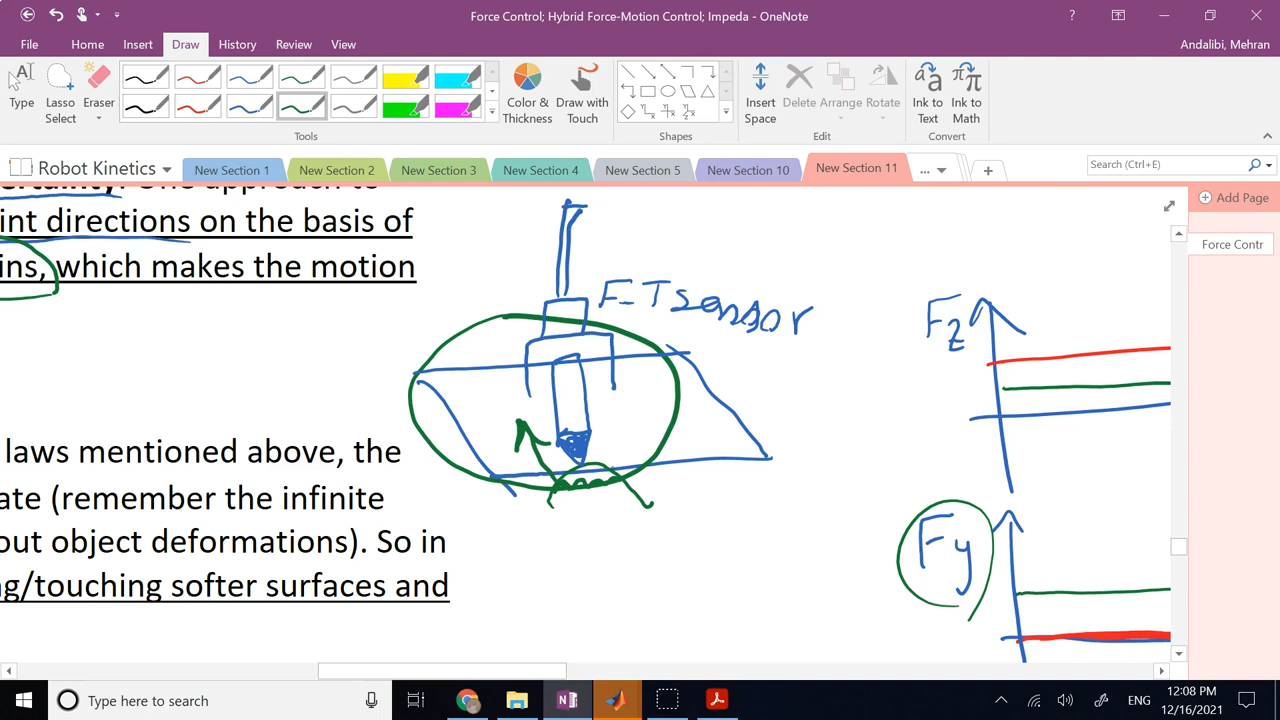 Force Control; Hybrid Force-Motion Control; Impeda - OneNote
Andalibi, Mehran
File Home Insert Draw History Review View
Type
Lasso Select
Eraser
Color & Thickness
Draw with Touch
Insert Space
Delete
Arrange
Rotate
Ink to Text
Ink to Math
Tools
Shapes
Edit
Convert
Robot Kinetics
New Section 1
New Section 2
New Section 3
New Section 4
New Section 5
New Section 10
New Section 11
...
Search (Ctrl+E)
Add Page
Force Contr
ertainty. One approach to
int directions on the basis of
ins, which makes the motion
F-T sensor
Fz
laws mentioned above, the
ate (remember the infinite
out object deformations). So in
ng/touching softer surfaces and
Fy
Type here to search
ENG
12:08 PM
12/16/2021